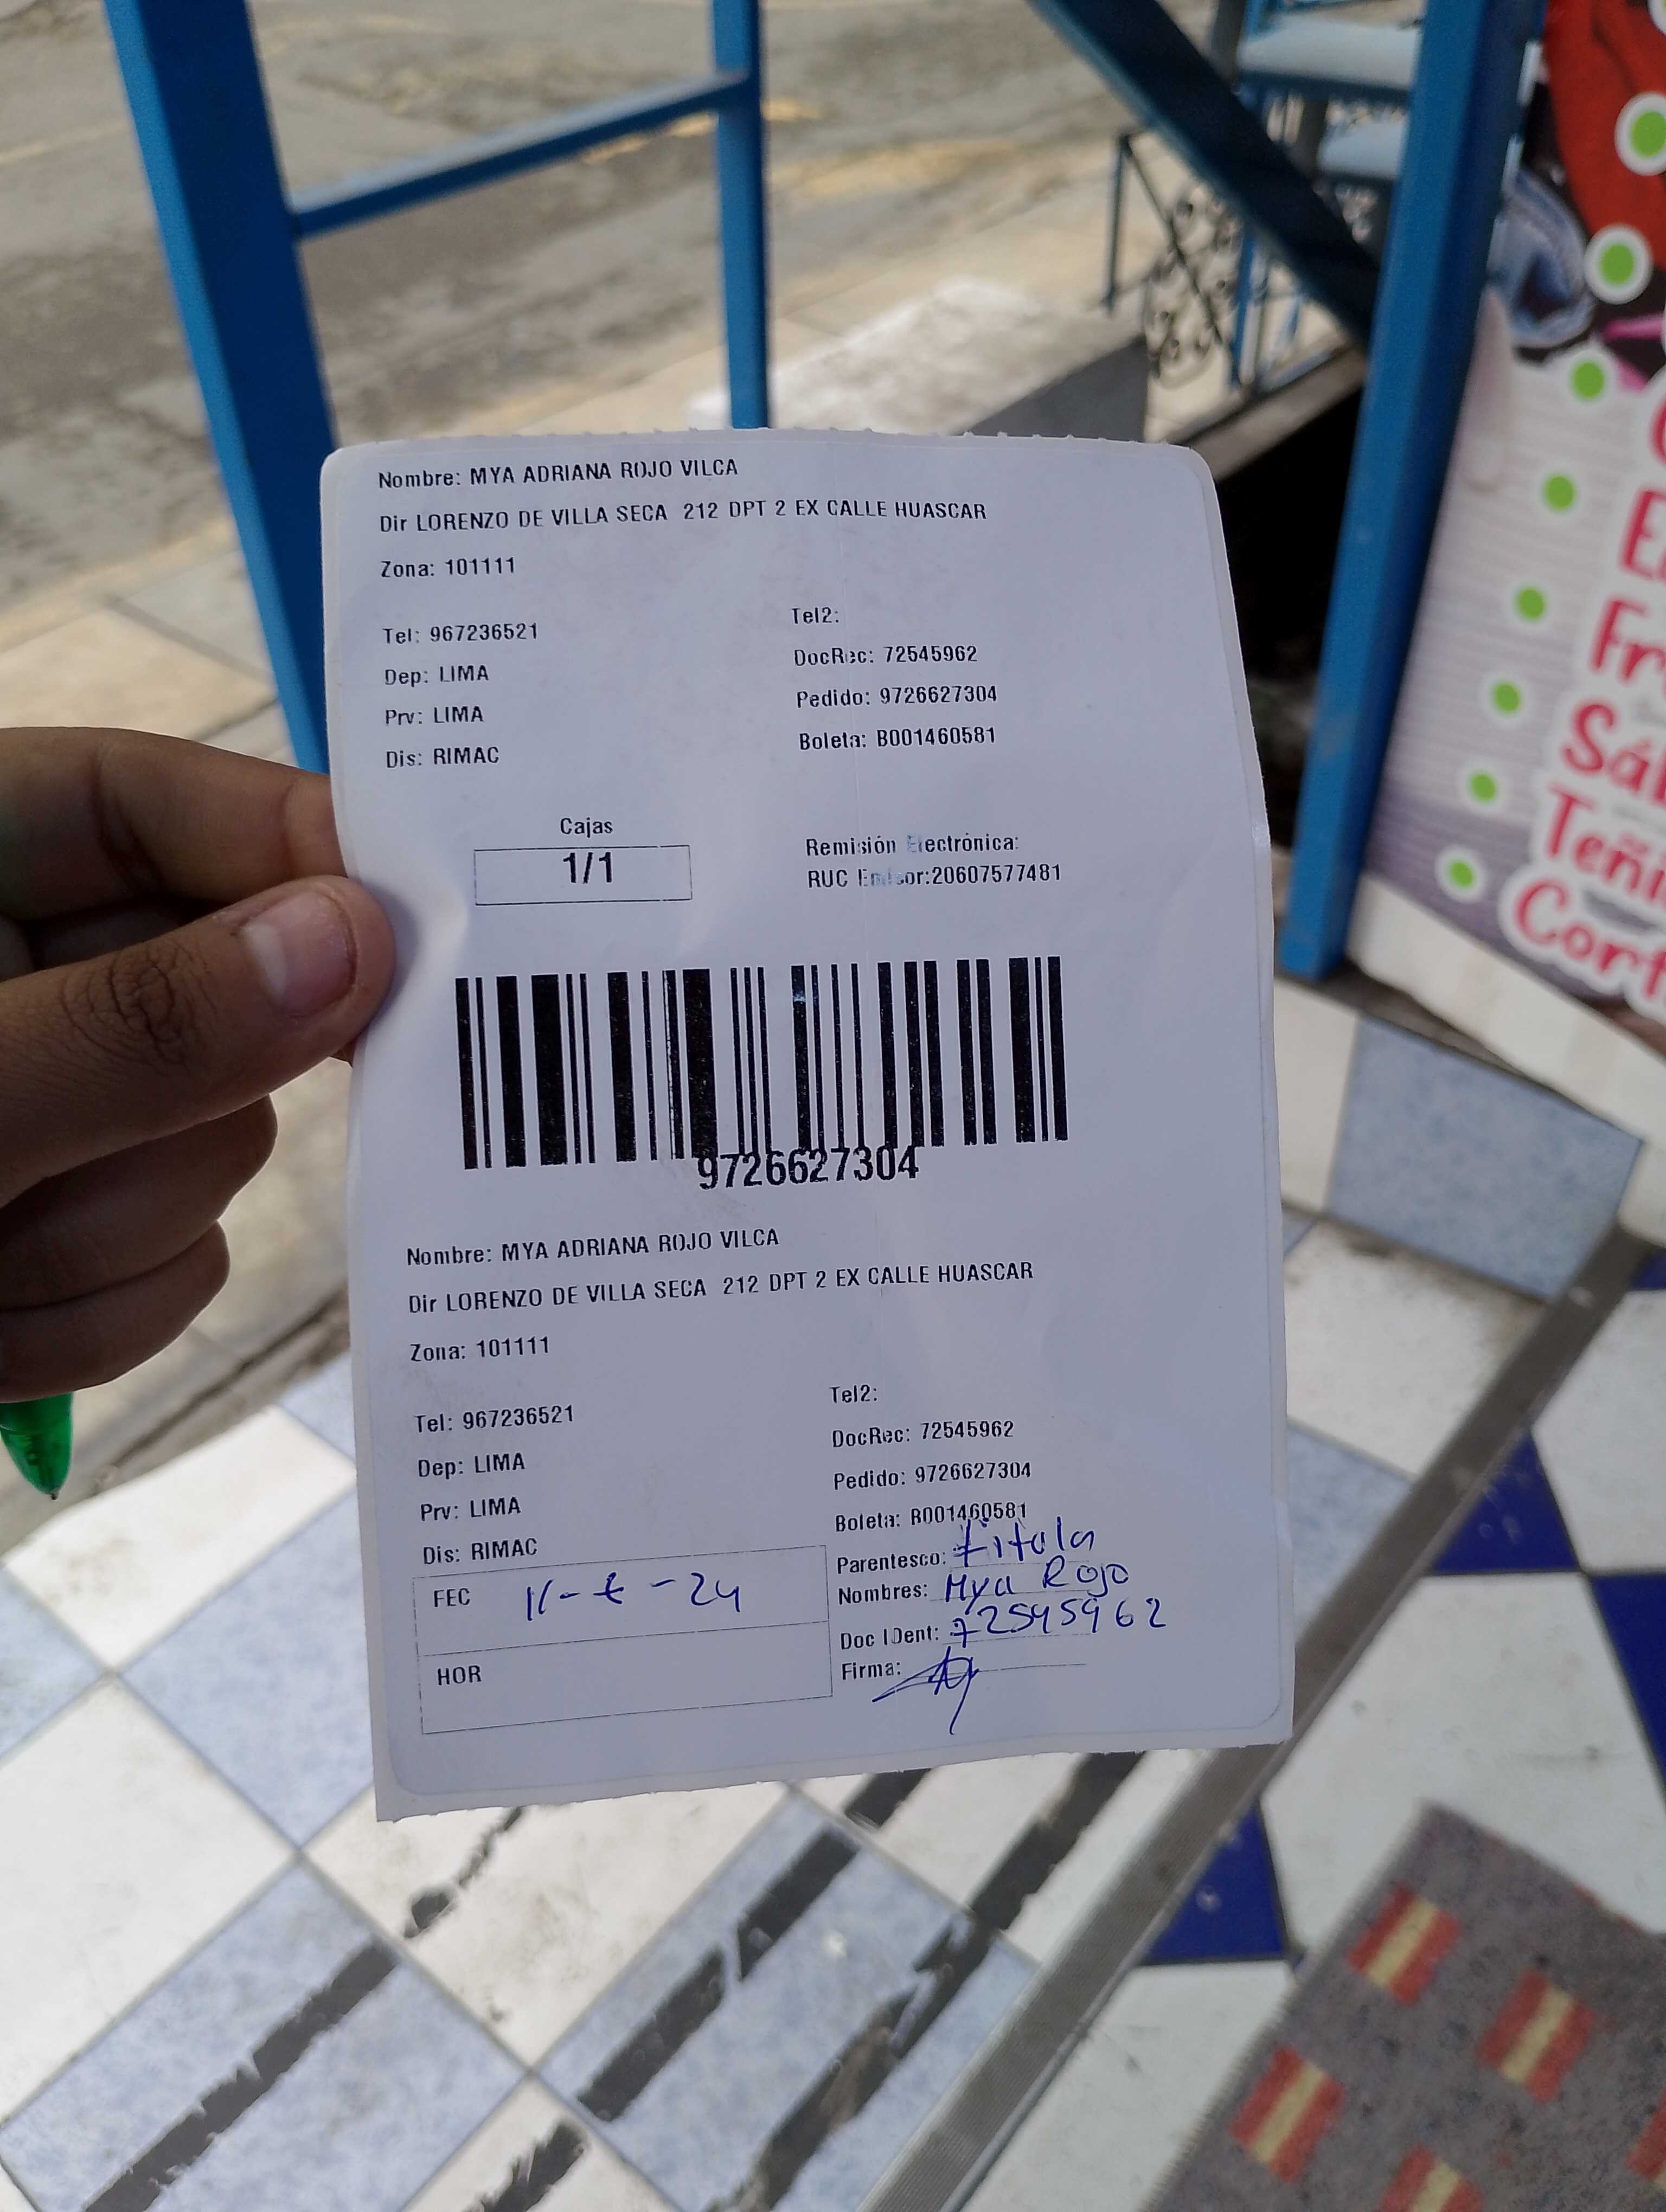 Nombre: MYA ADRIANA ROJO VILCA
Dir LORENZO DE VILLA SECA 212 DPT 2 EX CALLE HUASCAR
Zona: 101111
Tel: 967236521
Dep: LIMA
Prv: LIMA
Dis: RIMAC
Tel2:
DocRec: 72545962
Pedido: 9726627304
Boleta: B001460581
Cajas
1/1
Remisión Electrónica:
RUC Emisor:20607577481
9726627304
Nombre: MYA ADRIANA ROJO VILCA
Dir LORENZO DE VILLA SECA 212 DPT 2 EX CALLE HUASCAR
Zona: 101111
Tel: 967236521
Dep: LIMA
Prv: LIMA
Dis: RIMAC
Tel2:
DocRec: 72545962
Pedido: 9726627304
Boleta: B001460581
Parentesco: titula
Nombres: Mya Rojo
Doc IDent: 72545962
Firma:
FEC
HOR
Teñi